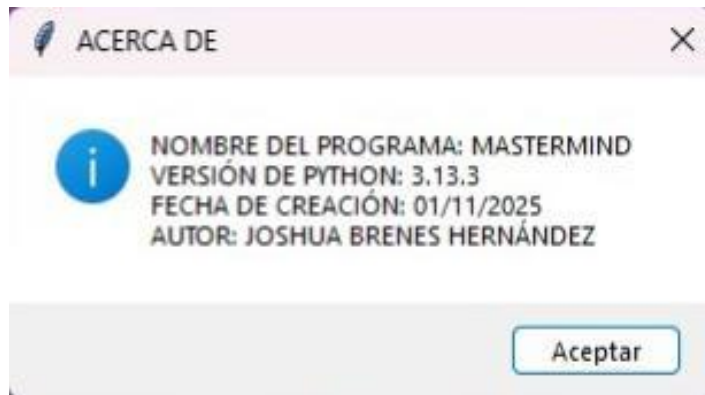 ACERCA DE
NOMBRE DEL PROGRAMA: MASTERMIND
VERSIÓN DE PYTHON: 3.13.3
FECHA DE CREACIÓN: 01/11/2025
AUTOR: JOSHUA BRENES HERNÁNDEZ
Aceptar